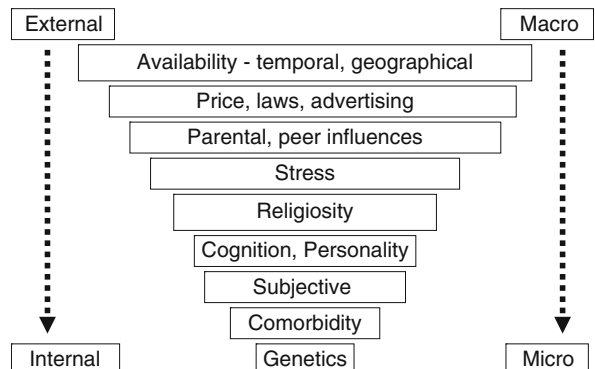 External
Macro
Availability - temporal, geographical
Price, laws, advertising
Parental, peer influences
Stress
Religiosity
Cognition, Personality
Subjective
Comorbidity
Internal
Genetics
Micro